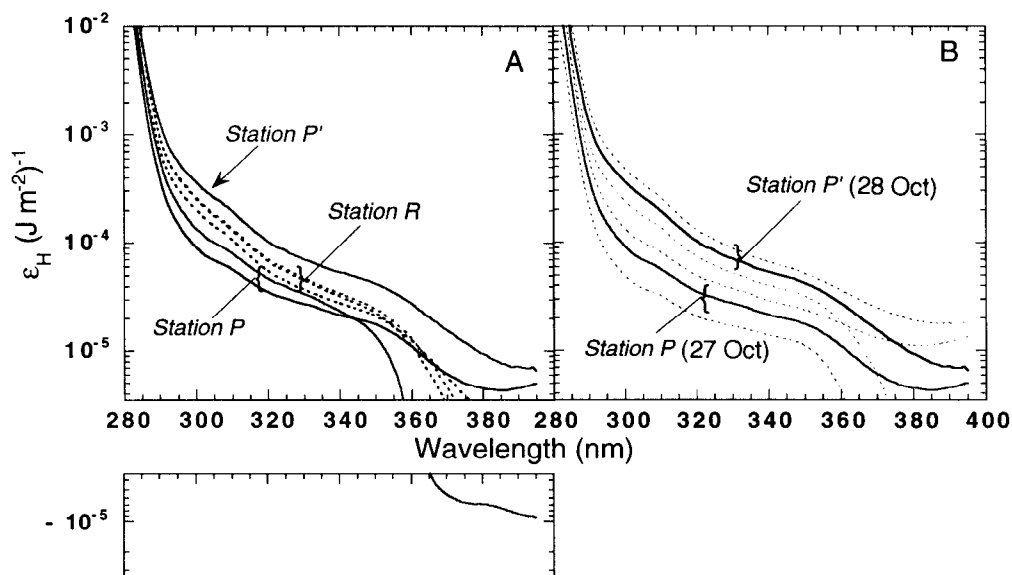 10^-2
10^-3
10^-4
10^-5
ε_H (J m^-2)^-1
A
Station P'
Station R
Station P
B
Station P' (28 Oct)
Station P (27 Oct)
280 300 320 340 360 380 280 300 320 340 360 380 400
Wavelength (nm)
- 10^-5